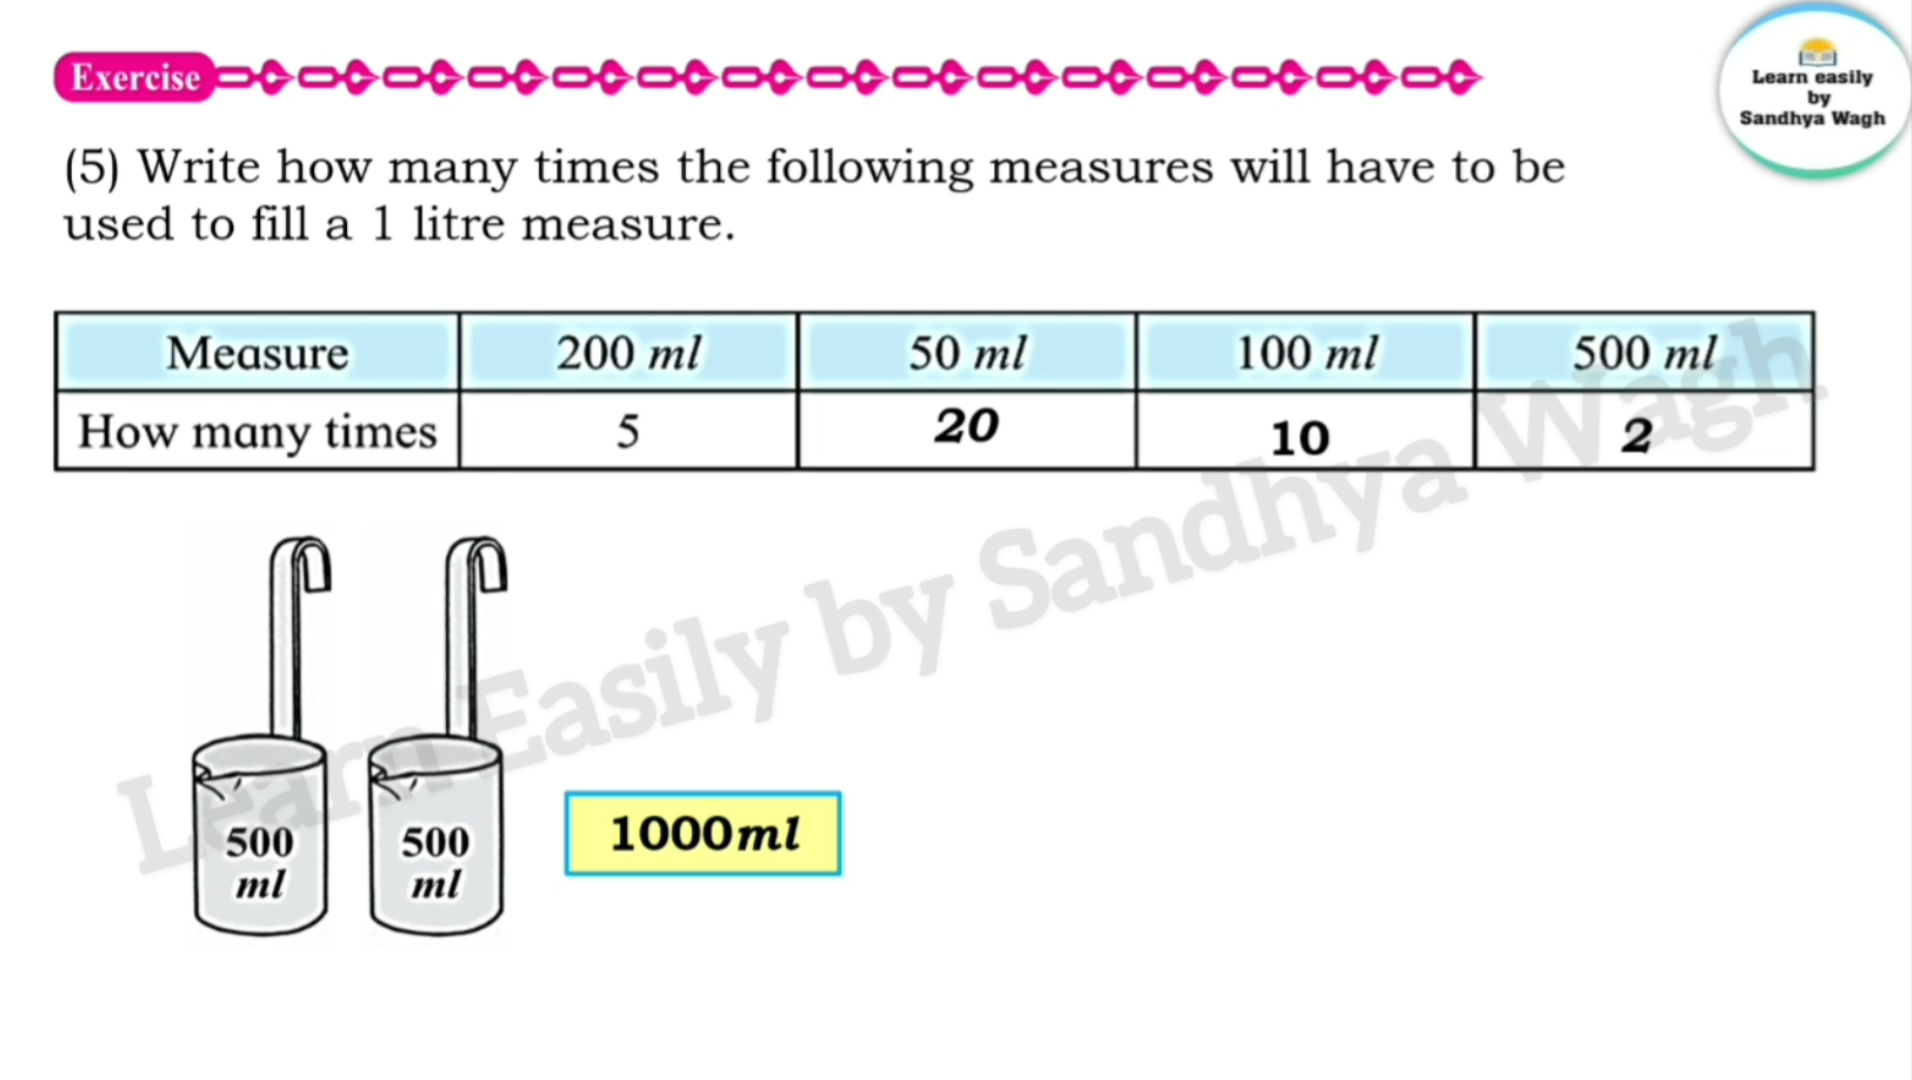 Exercise
Learn easily
by
Sandhya Wagh
(5) Write how many times the following measures will have to be
used to fill a 1 litre measure.
Measure 200 ml 50 ml 100 ml 500 ml
How many times 5 20 10 2
Learn Easily by Sandhya Wagh
500 500
ml ml
1000ml